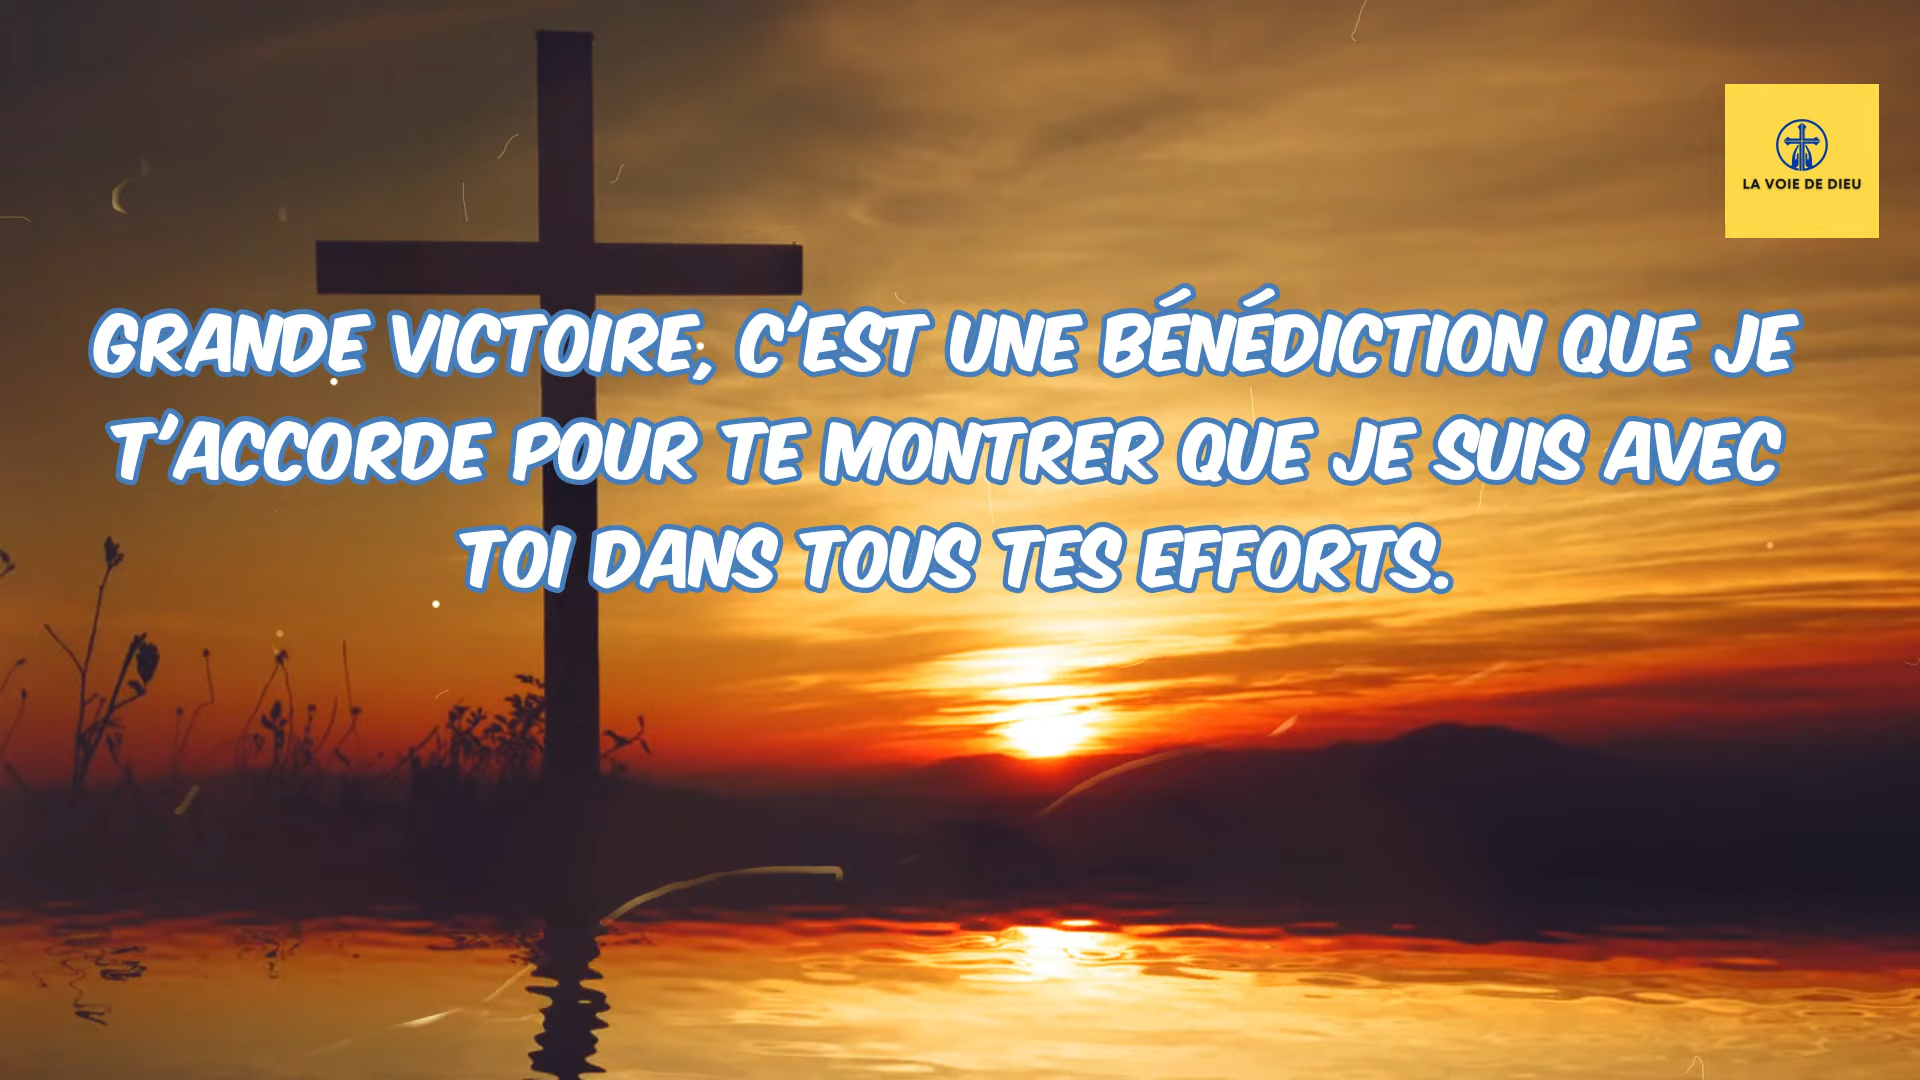 LA VOIE DE DIEU
GRANDE VICTOIRE, C'EST UNE BÉNÉDICTION QUE JE
T'ACCORDE POUR TE MONTRER QUE JE SUIS AVEC
TOI DANS TOUS TES EFFORTS.